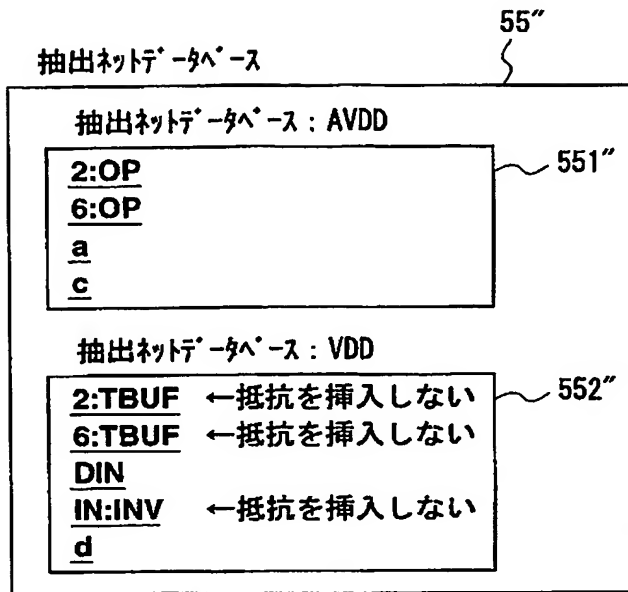 55″
抽出ﾈｯﾄﾃﾞｰﾀﾍﾞｰｽ
抽出ﾈｯﾄﾃﾞｰﾀﾍﾞｰｽ : AVDD
2:OP
551″
6:OP
a
c
抽出ﾈｯﾄﾃﾞｰﾀﾍﾞｰｽ : VDD
2:TBUF ←抵抗を挿入しない
552″
6:TBUF ←抵抗を挿入しない
DIN
IN:INV ←抵抗を挿入しない
d